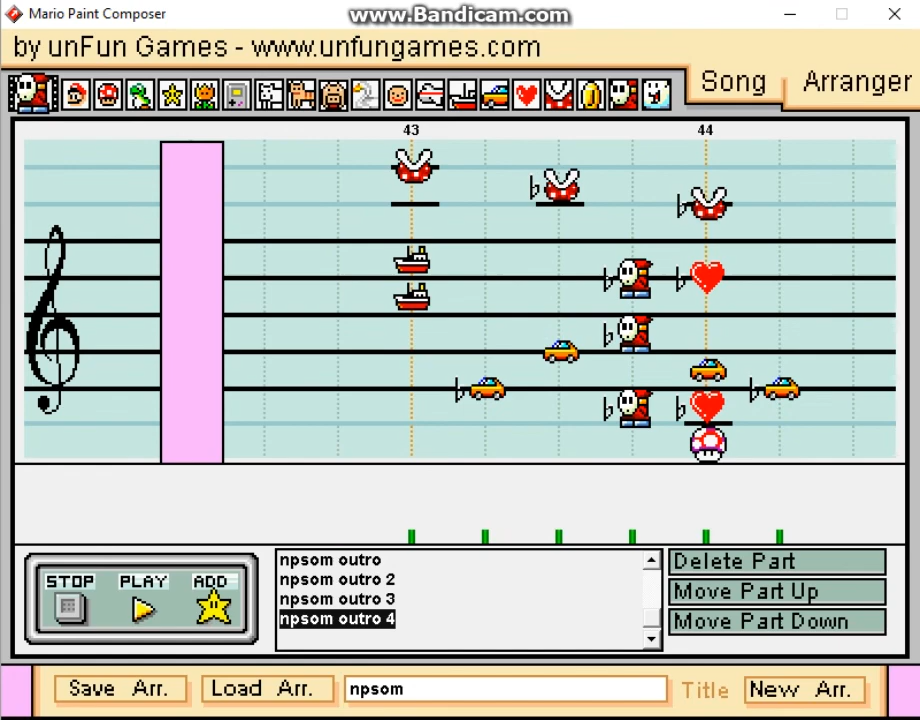 Mario Paint Composer
www.Bandicam.com
by unFun Games - www.unfungames.com
Song
Arranger
43
44
STOP PLAY ADD
npsom outro
npsom outro 2
npsom outro 3
npsom outro 4
Delete Part
Move Part Up
Move Part Down
Save Arr.
Load Arr.
npsom
Title
New Arr.